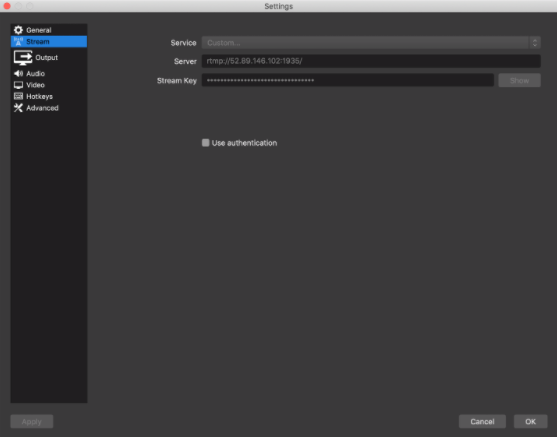 Settings
General
Stream
Output
Audio
Video
Hotkeys
Advanced
Service Custom...
Server rtmp://52.89.146.102:1935/
Stream Key ••••••••••••••••••••••••••••••• Show
Use authentication
Apply Cancel OK